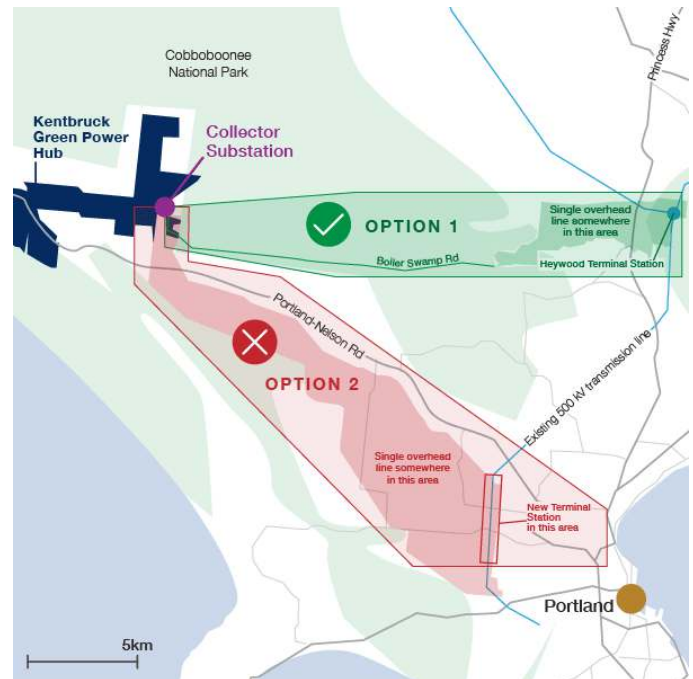 Cobboboonee
National Park
Princess Hwy
Kentbruck
Green Power
Hub
Collector
Substation
OPTION 1
Single overhead
line somewhere
in this area
Boiler Swamp Rd
Heywood Terminal Station
Portland-Nelson Rd
OPTION 2
Existing 500 kV transmission line
Single overhead
line somewhere
in this area
New Terminal
Station
in this area
Portland
5km